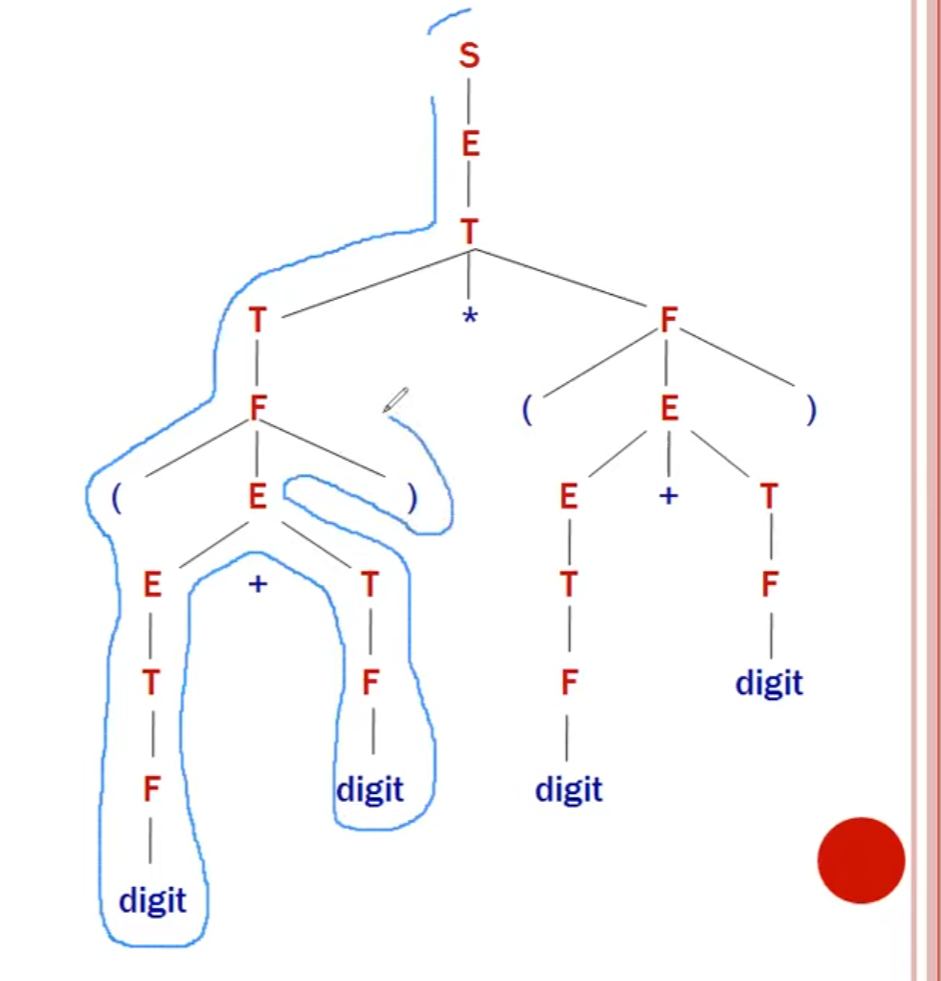 S
E
T
T * F
F ( E )
( E ) E + T
E + T T F
T F F digit
F digit digit
digit